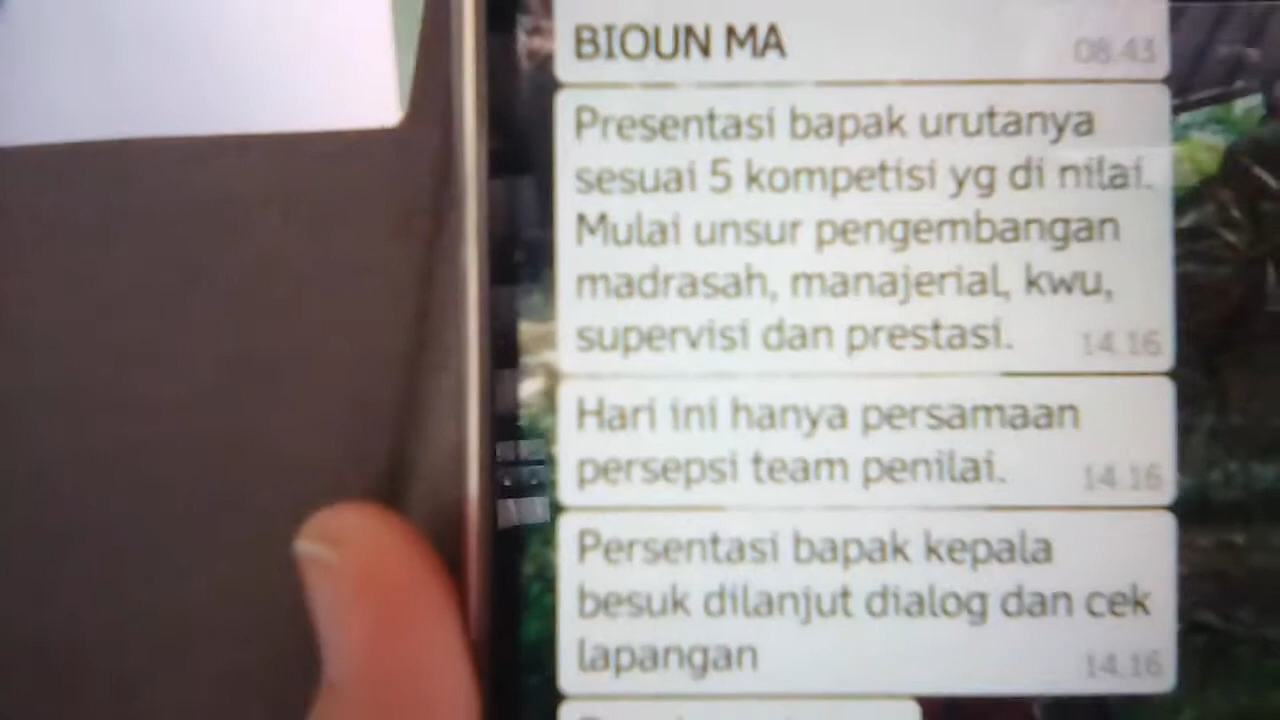 BIOUN MA
08.43
Presentasi bapak urutanya
sesuai 5 kompetisi yg di nilai.
Mulai unsur pengembangan
madrasah, manajerial, kwu,
supervisi dan prestasi.
14.16
Hari ini hanya persamaan
persepsi team penilai.
14.16
Persentasi bapak kepala
besuk dilanjut dialog dan cek
lapangan
14.16